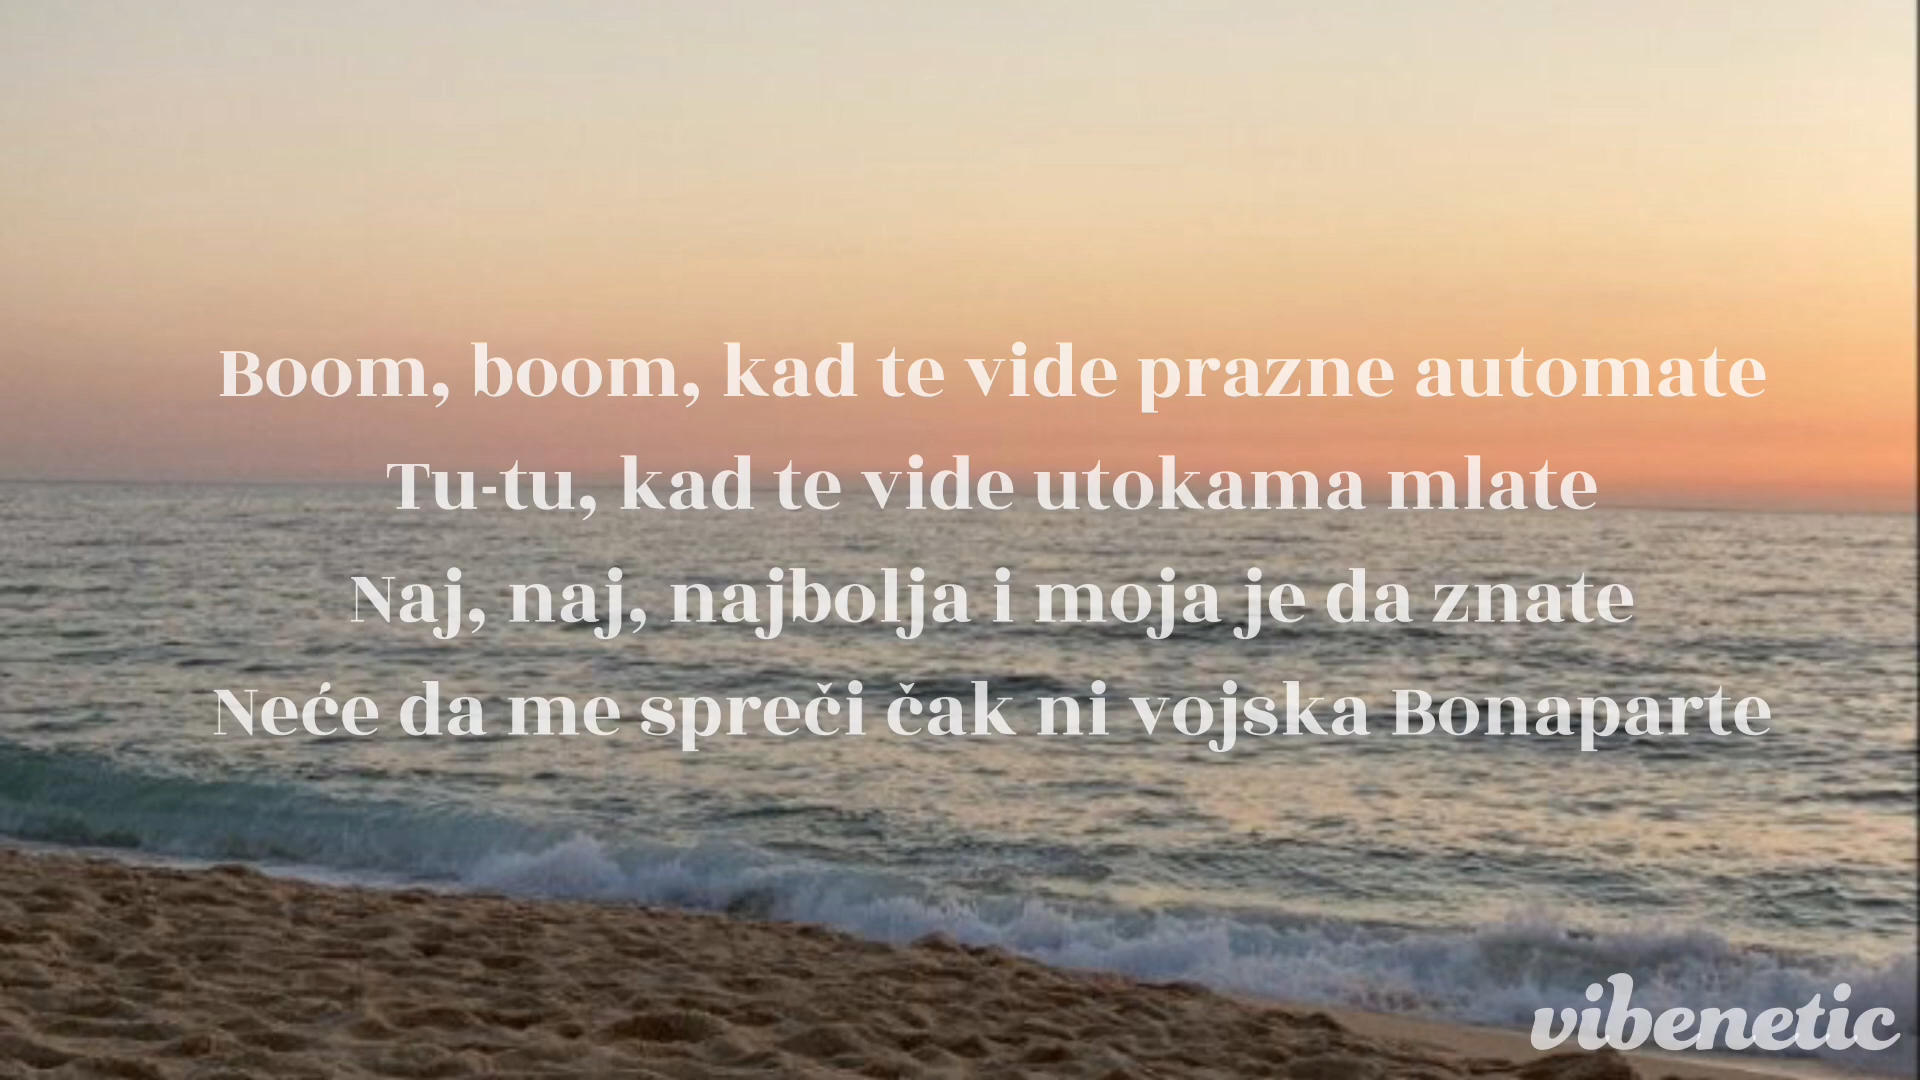 Boom, boom, kad te vide prazne automate
Tu-tu, kad te vide utokama mlate
Naj, naj, najbolja i moja je da znate
Neće da me spreči čak ni vojska Bonaparte
vibenetic